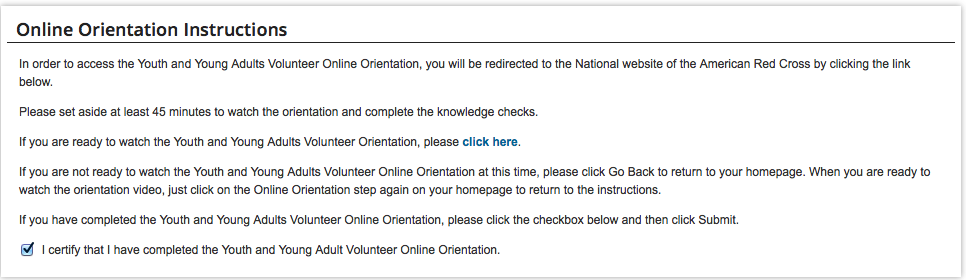 Online Orientation Instructions
In order to access the Youth and Young Adults Volunteer Online Orientation, you will be redirected to the National website of the American Red Cross by clicking the link
below.
Please set aside at least 45 minutes to watch the orientation and complete the knowledge checks.
If you are ready to watch the Youth and Young Adults Volunteer Orientation, please click here.
If you are not ready to watch the Youth and Young Adults Volunteer Online Orientation at this time, please click Go Back to return to your homepage. When you are ready to
watch the orientation video, just click on the Online Orientation step again on your homepage to return to the instructions.
If you have completed the Youth and Young Adults Volunteer Online Orientation, please click the checkbox below and then click Submit.
I certify that I have completed the Youth and Young Adult Volunteer Online Orientation.